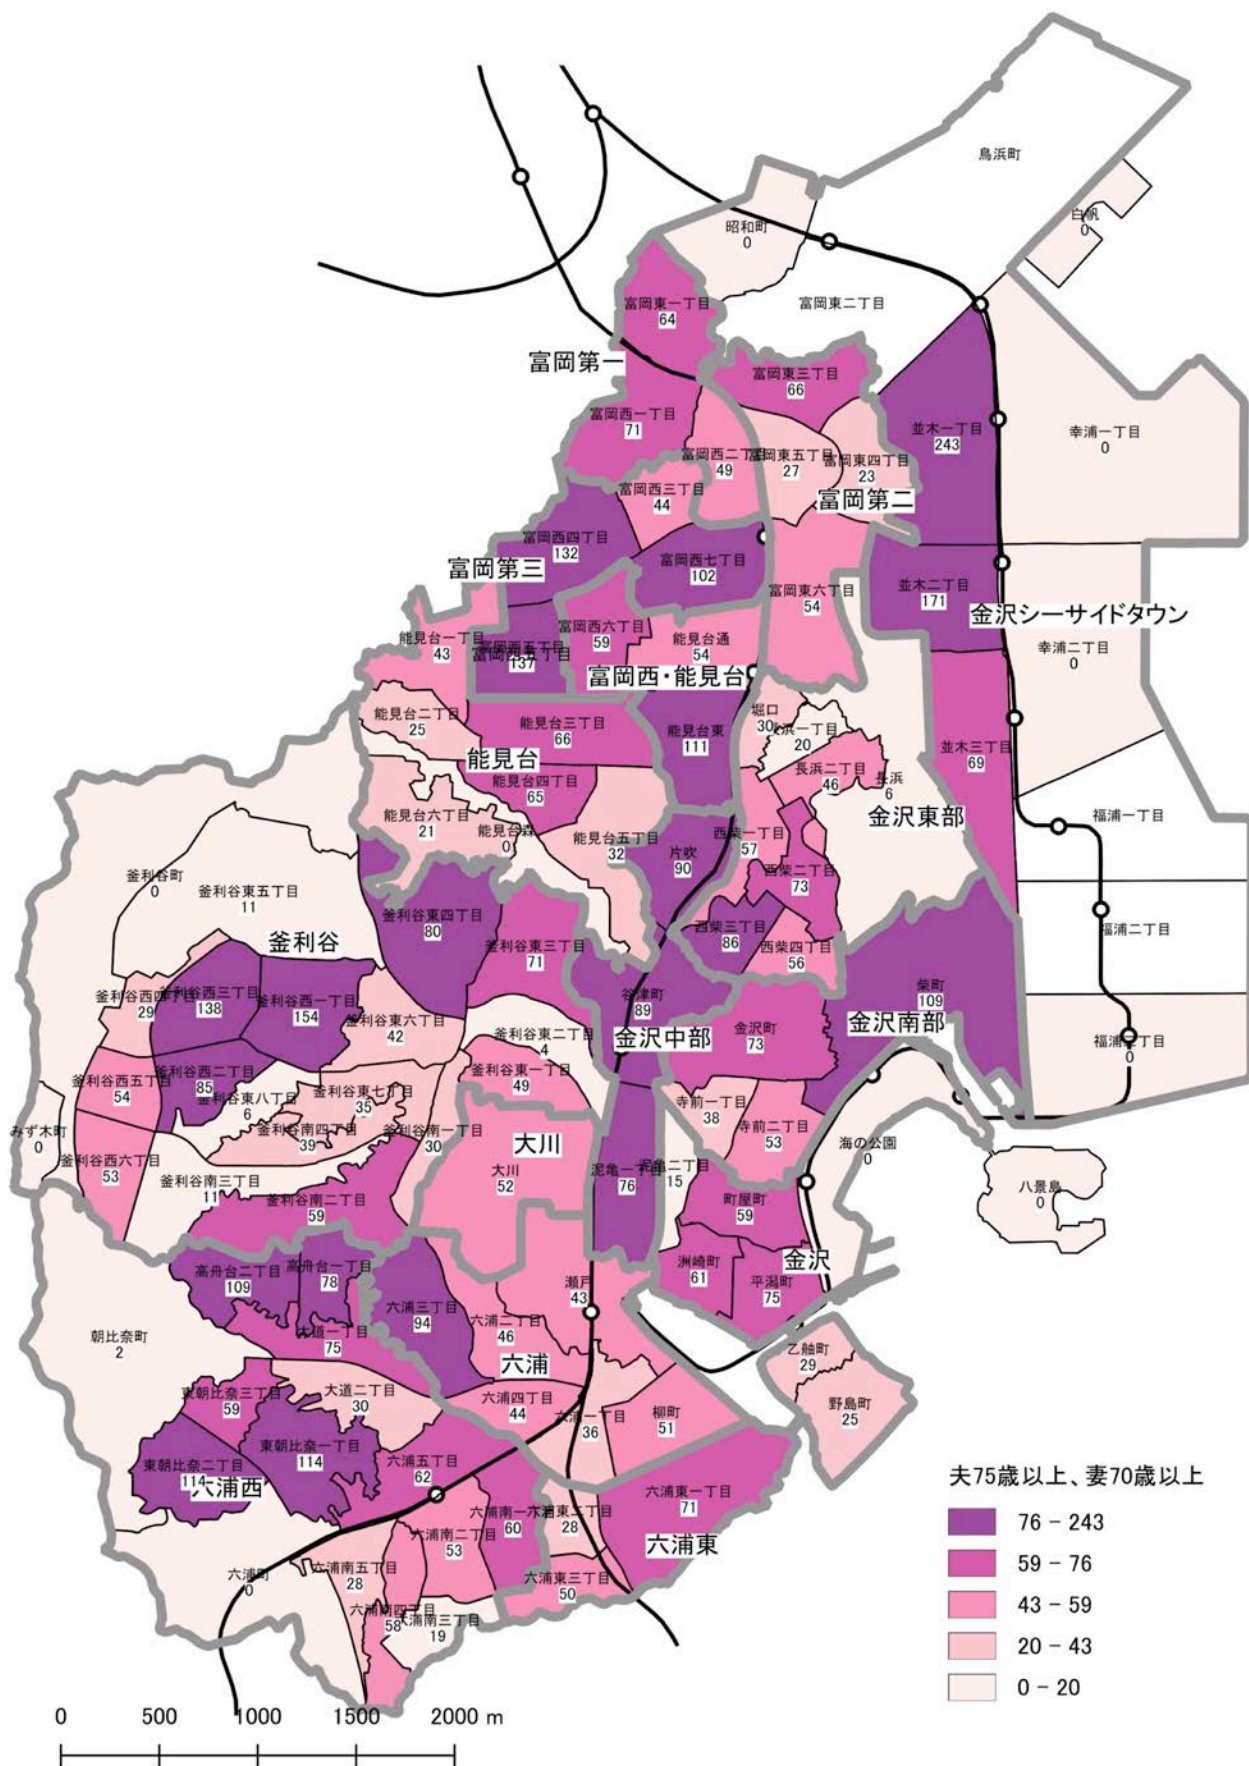 鳥浜町
白帆
0
昭和町
0
富岡東二丁目
富岡東一丁目
64
富岡第一
富岡東三丁目
66
富岡西一丁目
71
並木一丁目
243
幸浦一丁目
0
富岡西二丁目
49
富岡東五丁目
27
富岡東四丁目
23
富岡西三丁目
44
富岡第二
富岡西四丁目
132
富岡西七丁目
102
富岡第三
並木二丁目
171
富岡東六丁目
54
金沢シーサイドタウン
能見台一丁目
43
富岡西五丁目
137
富岡西六丁目
59
能見台通
54
富岡西・能見台
幸浦二丁目
0
能見台二丁目
25
能見台三丁目
66
能見台東
111
堀口
30
長浜一丁目
20
並木三丁目
69
能見台
長浜二丁目
46
長浜
6
能見台四丁目
65
金沢東部
福浦一丁目
能見台六丁目
21
能見台森
0
能見台五丁目
32
片吹
90
西柴一丁目
57
西柴二丁目
73
釜利谷町
0
釜利谷東五丁目
11
釜利谷東四丁目
80
釜利谷
釜利谷東三丁目
71
西柴三丁目
86
西柴四丁目
56
福浦二丁目
釜利谷西四丁目
29
釜利谷西三丁目
138
釜利谷西一丁目
154
釜利谷東六丁目
42
谷津町
89
柴町
109
金沢南部
金沢中部
金沢町
73
釜利谷東二丁目
4
福浦三丁目
0
釜利谷西五丁目
54
釜利谷西二丁目
85
釜利谷東八丁目
6
釜利谷東七丁目
35
釜利谷東一丁目
49
寺前一丁目
38
寺前二丁目
53
みず木町
0
釜利谷南四丁目
39
釜利谷南一丁目
30
大川
海の公園
0
釜利谷西六丁目
53
釜利谷南三丁目
11
大川
52
泥亀一丁目
76
泥亀二丁目
15
八景島
0
釜利谷南二丁目
59
町屋町
59
高舟台二丁目
109
高舟台一丁目
78
洲崎町
61
金沢
平潟町
75
瀬戸
43
六浦三丁目
94
六浦二丁目
46
朝比奈町
2
大道一丁目
75
六浦
乙舳町
29
東朝比奈三丁目
59
大道二丁目
30
六浦四丁目
44
六浦一丁目
36
柳町
51
野島町
25
東朝比奈一丁目
114
東朝比奈二丁目
114
六浦西
六浦五丁目
62
夫75歳以上、妻70歳以上
六浦東一丁目
71
六浦南一丁目
60
六浦東二丁目
28
六浦南二丁目
53
六浦東
76 - 243
六浦町
0
六浦南五丁目
28
六浦東三丁目
50
59 - 76
六浦南四丁目
58
六浦南三丁目
19
43 - 59
20 - 43
0 - 20
0 500 1000 1500 2000 m